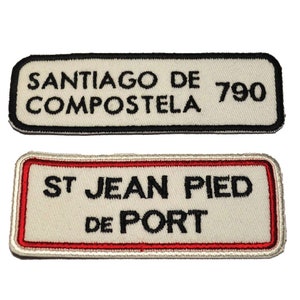 SANTIAGO DE
COMPOSTELA 790
ST JEAN PIED
DE PORT